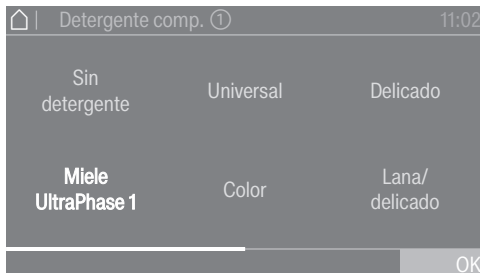 Detergente comp. ①
11:02
Sin
detergente
Universal
Delicado
Miele
UltraPhase 1
Color
Lana/
delicado
OK